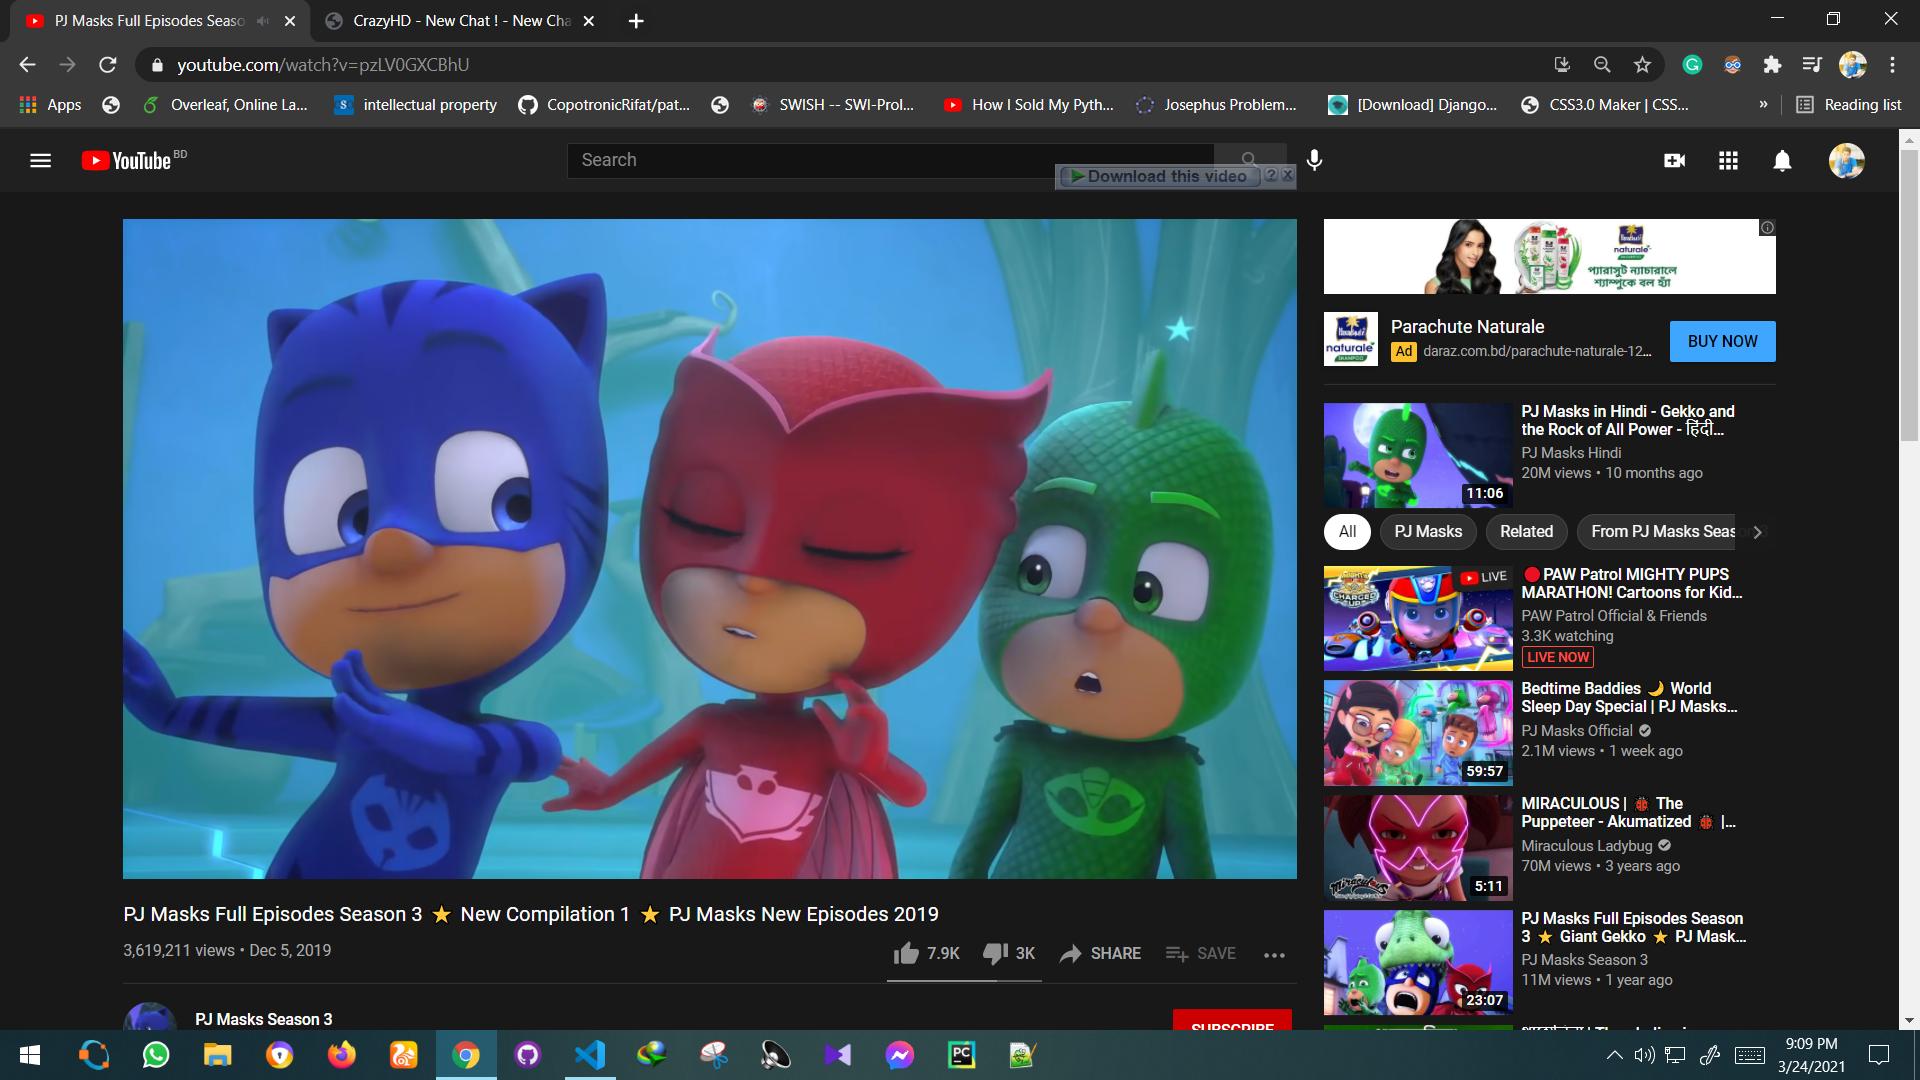 PJ Masks Full Episodes Seaso
CrazyHD - New Chat ! - New Cha
youtube.com/watch?v=pzLV0GXCBhU
Apps
Overleaf, Online La...
intellectual property
CopotronicRifat/pat...
SWISH -- SWI-Prol...
How I Sold My Pyth...
Josephus Problem...
[Download] Django...
CSS3.0 Maker | CSS...
»
Reading list
YouTube BD
Search
Download this video
naturale
প্যারাসুট ন্যাচারালে
শ্যাম্পুকে বল হ্যাঁ
naturale
SHAMPOO
Parachute Naturale
Ad daraz.com.bd/parachute-naturale-12...
BUY NOW
11:06
PJ Masks in Hindi - Gekko and
the Rock of All Power - हिंदी...
PJ Masks Hindi
20M views • 10 months ago
All
PJ Masks
Related
From PJ Masks Seas
LIVE
CHARGED UP
🔴PAW Patrol MIGHTY PUPS
MARATHON! Cartoons for Kid...
PAW Patrol Official & Friends
3.3K watching
LIVE NOW
59:57
Bedtime Baddies 🌙 World
Sleep Day Special | PJ Masks...
PJ Masks Official
2.1M views • 1 week ago
Miraculous
5:11
MIRACULOUS | 🐞 The
Puppeteer - Akumatized 🐞 |...
Miraculous Ladybug
70M views • 3 years ago
23:07
PJ Masks Full Episodes Season
3 ⭐ Giant Gekko ⭐ PJ Mask...
PJ Masks Season 3
11M views • 1 year ago
PJ Masks Full Episodes Season 3 ⭐ New Compilation 1 ⭐ PJ Masks New Episodes 2019
3,619,211 views • Dec 5, 2019
7.9K
3K
SHARE
SAVE
PJ Masks Season 3
SUBSCRIBE
PC
9:09 PM
3/24/2021